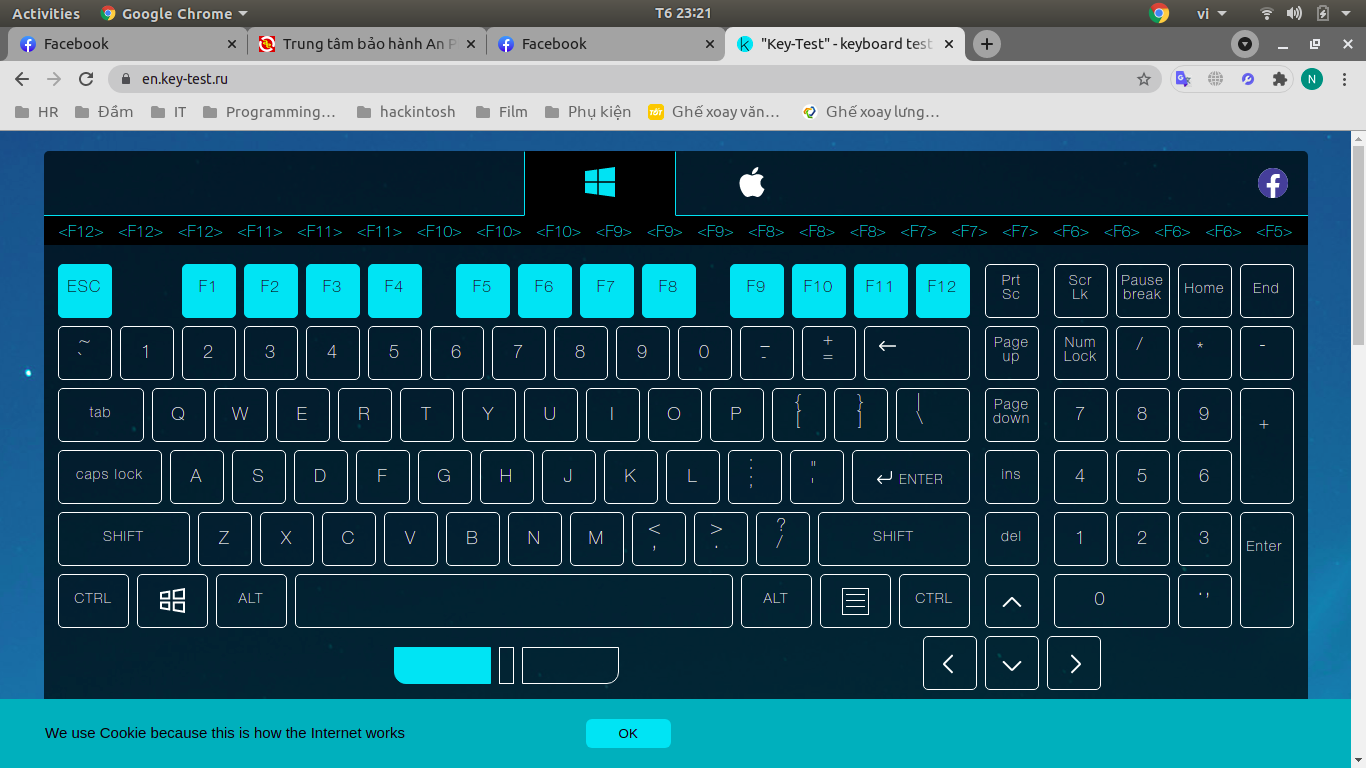 Activities Google Chrome T6 23:21 vi
Facebook Trung tâm bảo hành An P Facebook "Key-Test" - keyboard test
en.key-test.ru N
HR Đầm IT Programming… hackintosh Film Phụ kiện Ghế xoay văn… Ghế xoay lưng…
<F12> <F12> <F12> <F11> <F11> <F11> <F10> <F10> <F10> <F9> <F9> <F9> <F8> <F8> <F8> <F7> <F7> <F7> <F6> <F6> <F6> <F6> <F5>
ESC F1 F2 F3 F4 F5 F6 F7 F8 F9 F10 F11 F12 Prt Sc Scr Lk Pause break Home End
~ ` 1 2 3 4 5 6 7 8 9 0 _ - + = ← Page up Num Lock / * -
tab Q W E R T Y U I O P { [ } ] | \ Page down 7 8 9 +
caps lock A S D F G H J K L : ; " ' ↵ ENTER ins 4 5 6
SHIFT Z X C V B N M < , > . ? / SHIFT del 1 2 3 Enter
CTRL ALT ALT CTRL 0 . ,
We use Cookie because this is how the Internet works OK